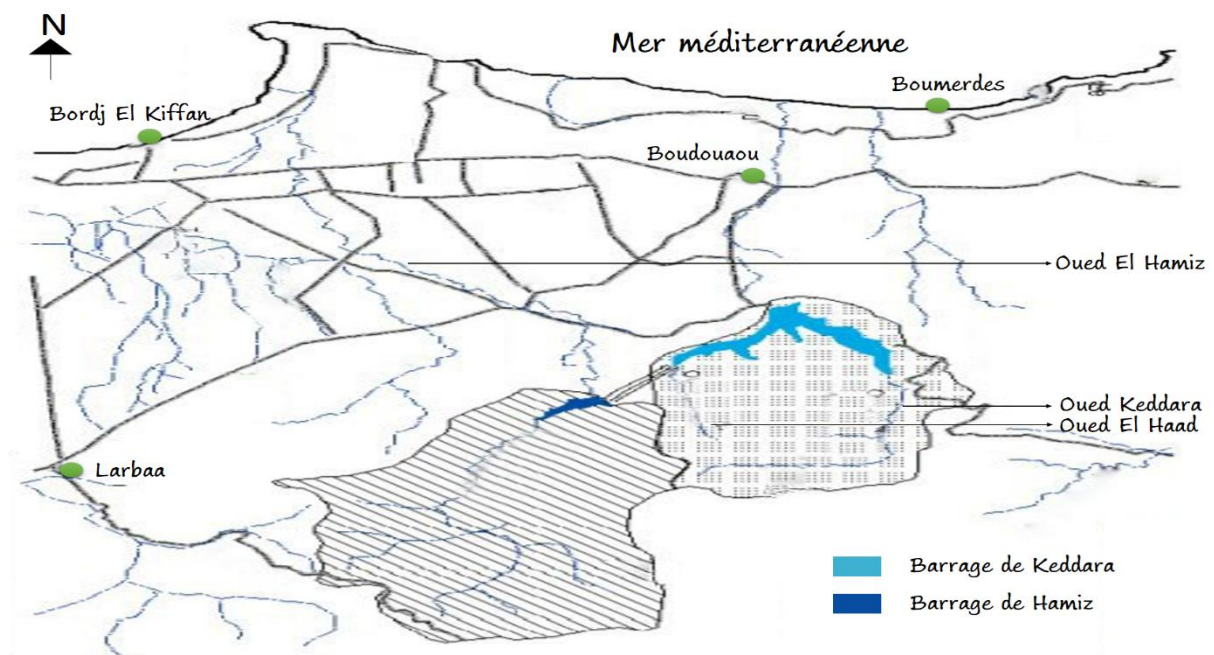 N
Mer méditerranéenne
Boumerdes
Bordj El Kiffan
Boudouaou
Oued El Hamiz
Oued Keddara
Oued El Haad
Larbaa
Barrage de Keddara
Barrage de Hamiz